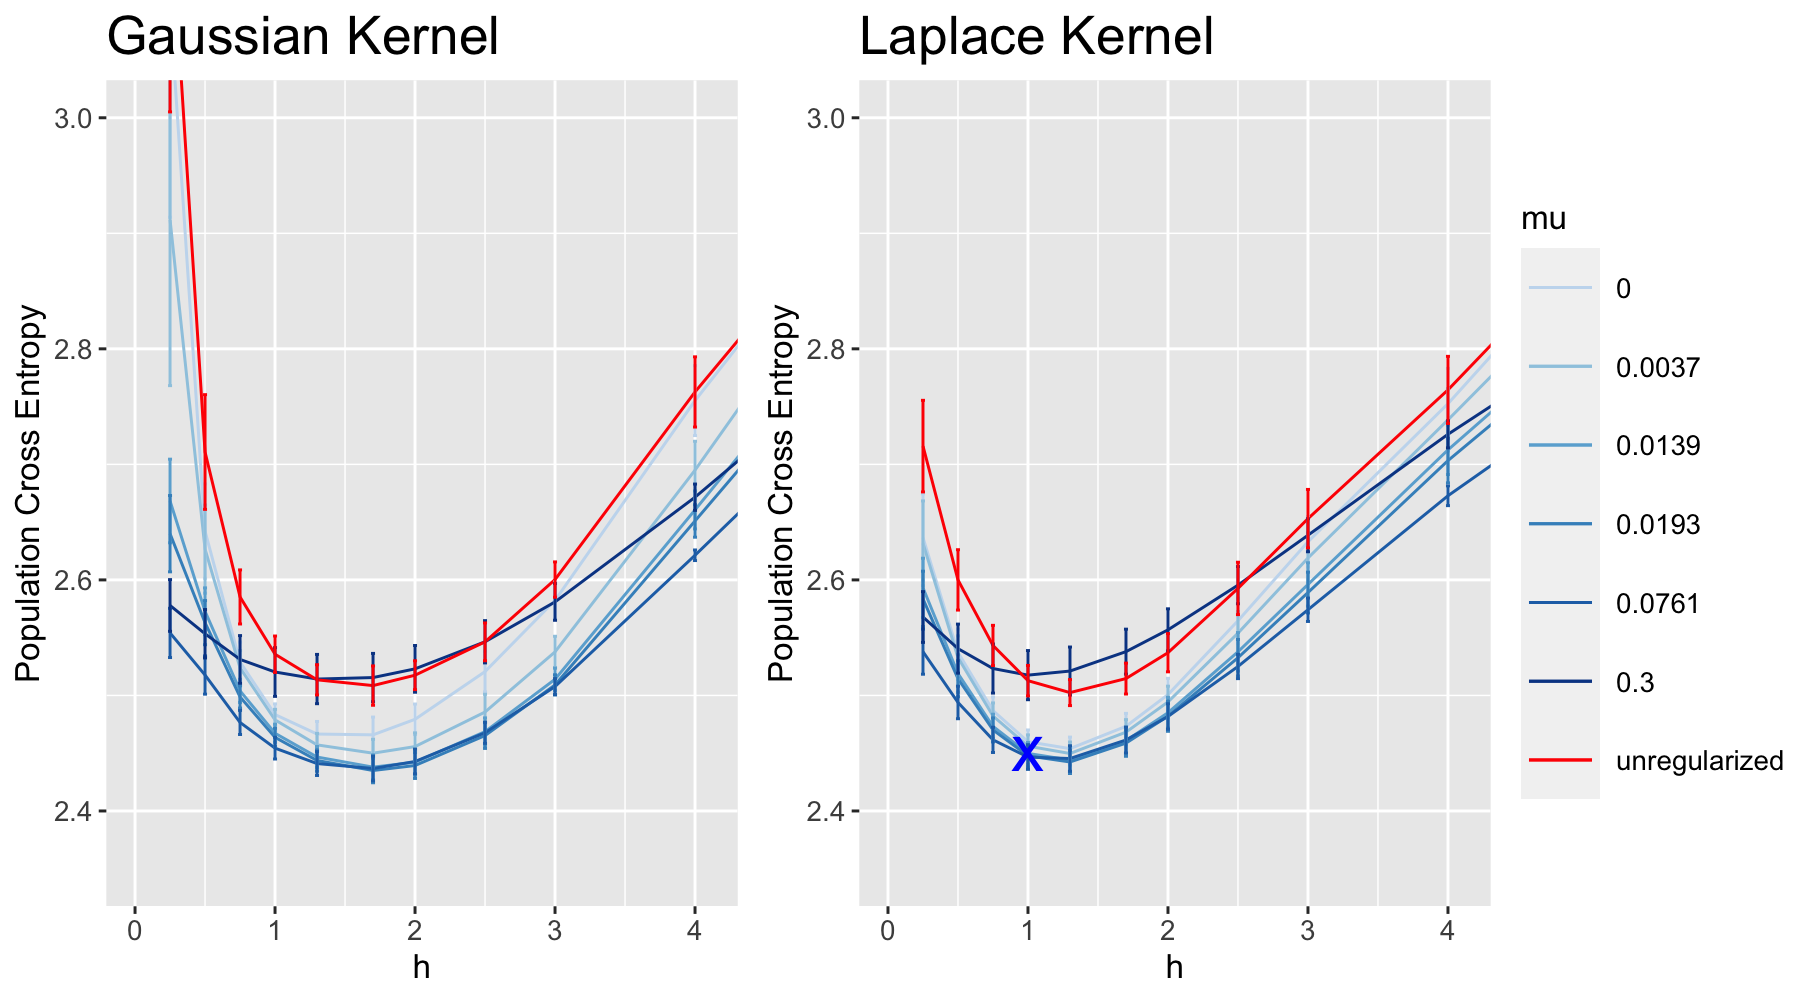 Gaussian Kernel
Population Cross Entropy
3.0
2.8
2.6
2.4
0 1 2 3 4
h
Laplace Kernel
Population Cross Entropy
3.0
2.8
2.6
2.4
X
0 1 2 3 4
h
mu
0
0.0037
0.0139
0.0193
0.0761
0.3
unregularized